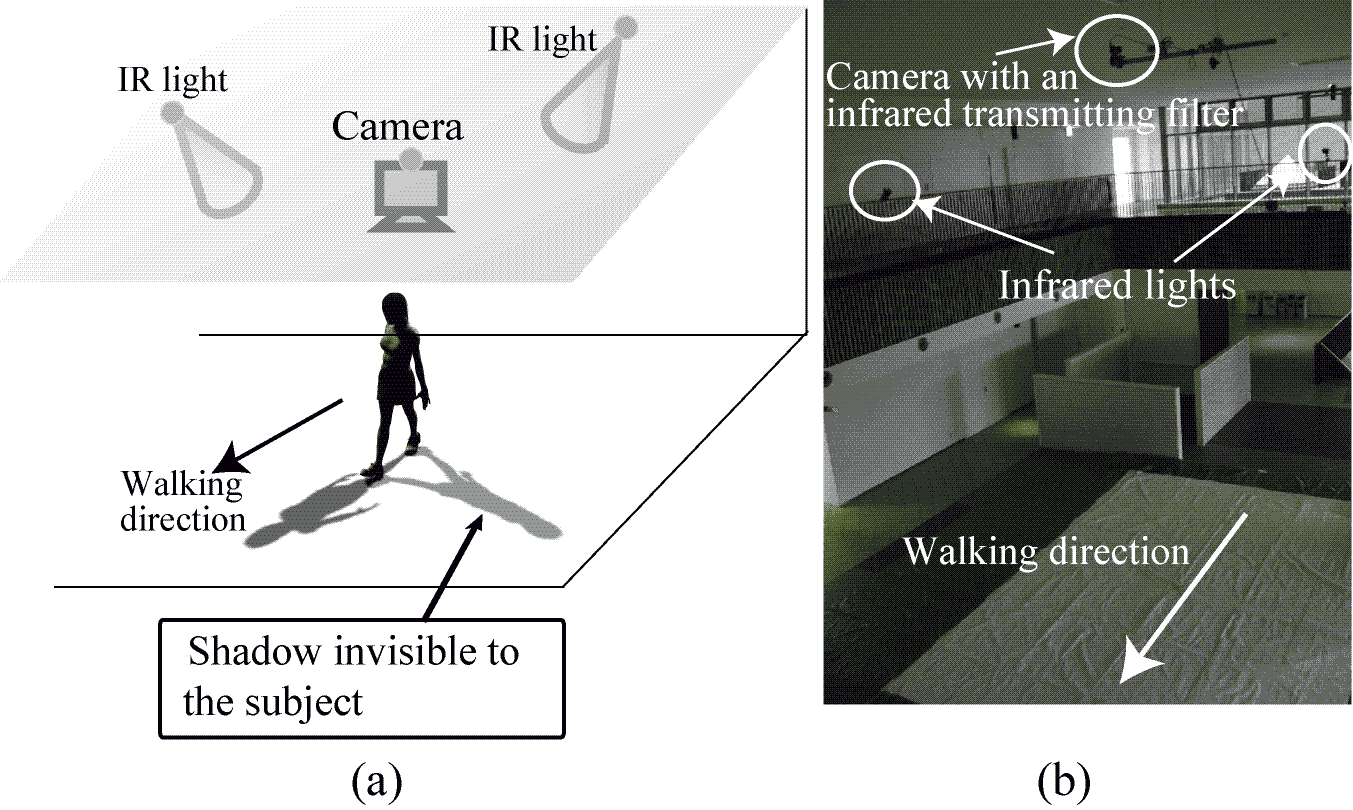 IR light
IR light
Camera
Walking
direction
Shadow invisible to
the subject
(a)
Camera with an
infrared transmitting filter
Infrared lights
Walking direction
(b)